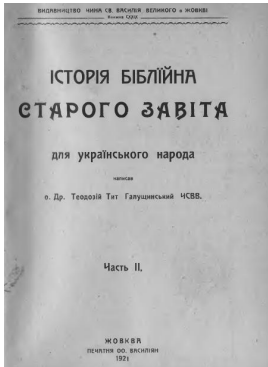 ВИДАВНИЦТВО ЧИНА СВ. ВАСИЛІЯ ВЕЛИКОГО в ЖОВКВІ
ІСТОРІЯ БІБЛЇЙНА
СТАРОГО ЗАВІТА
для українського народа
написав
о. Др. Теодозій Тит Галущинський ЧСВВ.
Часть II.
ЖОВКВА
ПЕЧАТНЯ ОО. ВАСИЛІЯН
1921